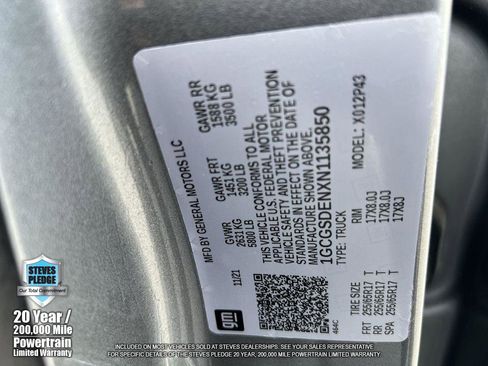 MFD BY GENERAL MOTORS LLC
11/21
GVWR GAWR FRT GAWR RR
2631 KG 1451 KG 1588 KG
5800 LB 3200 LB 3500 LB
THIS VEHICLE CONFORMS TO ALL
APPLICABLE U.S. FEDERAL MOTOR
VEHICLE SAFETY AND THEFT PREVENTION
STANDARDS IN EFFECT ON THE DATE OF
MANUFACTURE SHOWN ABOVE.
1GCGSDENXN1135850
TYPE: TRUCK MODEL: X012P43
TIRE SIZE RIM
FRT 255/65R17 T 17X8.0J
RR 255/65R17 T 17X8.0J
SPA 255/65R17 T 17X8J
gm
STEVES
PLEDGE
Our Total Commitment
20 Year /
200,000 Mile
Powertrain
Limited Warranty
INCLUDED ON MOST VEHICLES SOLD AT STEVES DEALERSHIPS. SEE DEALERSHIP
FOR SPECIFIC DETAILS OF THE STEVES PLEDGE 20 YEAR, 200,000 MILE
POWERTRAIN LIMITED WARRANTY